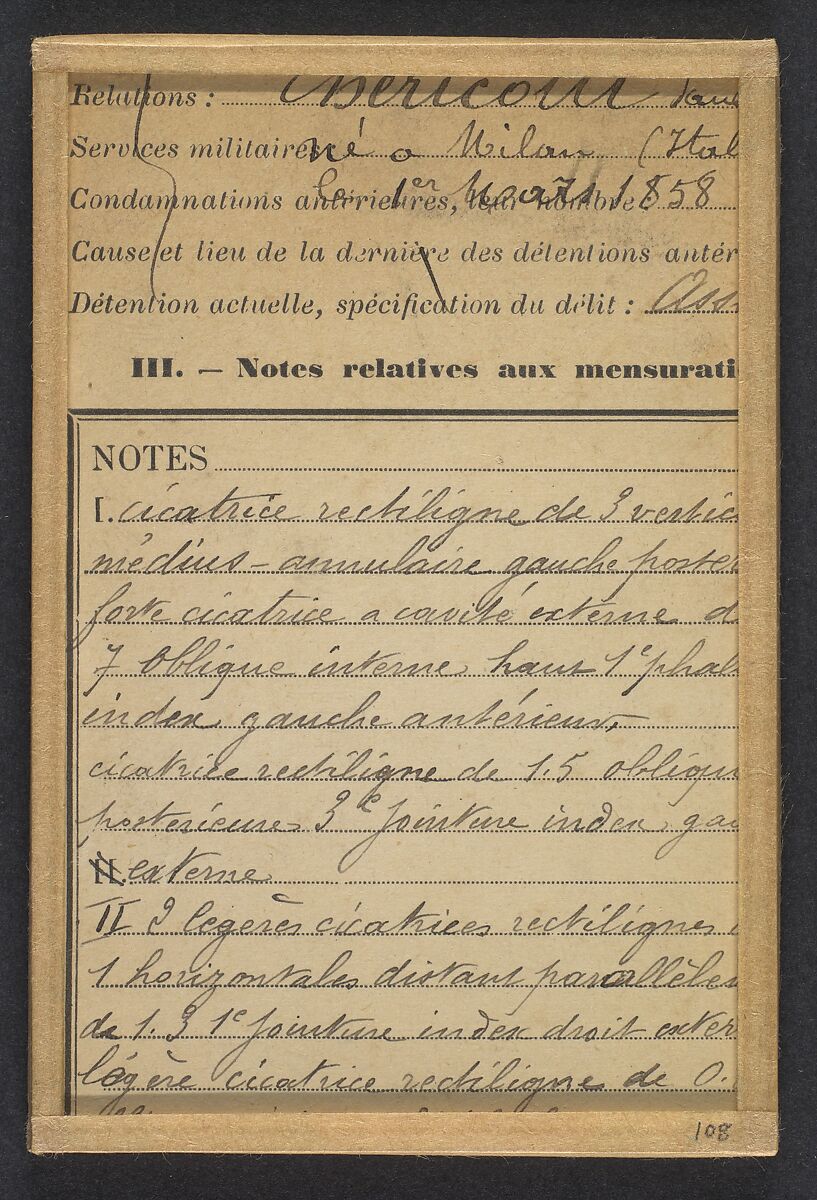 Relations :
Services militaires né a Milan (Ital
Condamnations antérieures, leur nombre : le 1er Mars 1858
Cause et lieu de la dernière des détentions antér
Détention actuelle, spécification du délit : Ass
III. — Notes relatives aux mensurati
NOTES
I. cicatrice rectiligne de 3 vertic
médius-annulaire gauche poster
forte cicatrice a cavité externe d
7 oblique interne haut 1e phal
index gauche antérieur,
cicatrice rectiligne de 1.5 obliqu
posterieure 3e jointure index gau
II. externe
II 2 legères cicatrices rectilignes
1 horizontales distant parallèle
de 1.3 1e jointure index droit exter
légère cicatrice rectiligne de 0.
108